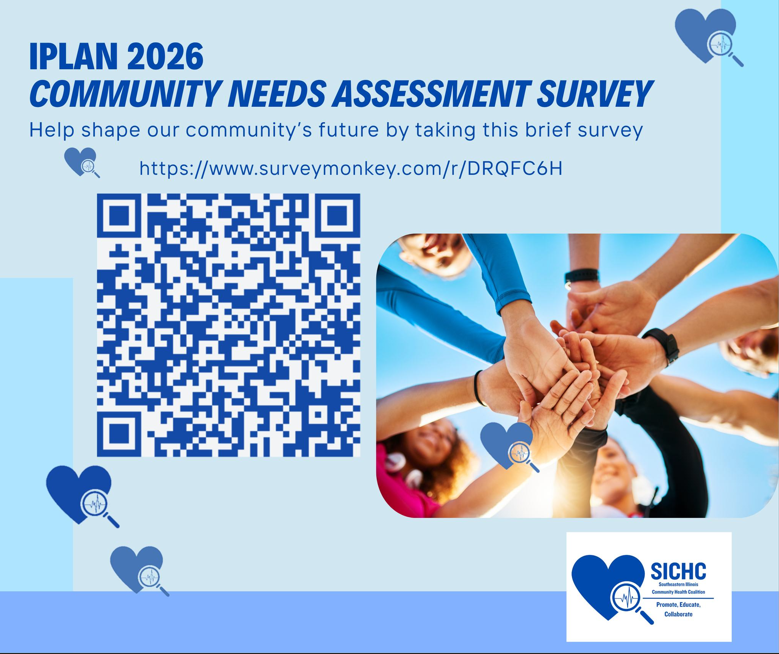 IPLAN 2026
COMMUNITY NEEDS ASSESSMENT SURVEY
Help shape our community's future by taking this brief survey
https://www.surveymonkey.com/r/DRQFC6H
SICHC
Southeastern Illinois
Community Health Coalition
Promote, Educate,
Collaborate